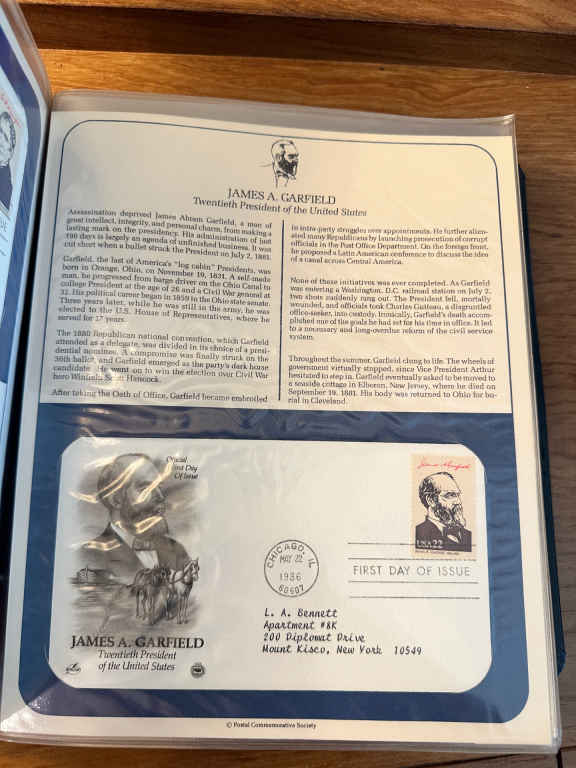 JAMES A. GARFIELD
Twentieth President of the United States
Assassination deprived James Abram Garfield, a man of
great intellect, integrity, and personal charm, from making a
lasting mark on the presidency. His administration of just
199 days is largely an agenda of unfinished business. It was
cut short when a bullet struck the President on July 2, 1881.
Garfield, the last of America's "log cabin" Presidents, was
born in Orange, Ohio, on November 19, 1831. A self-made
man, he progressed from barge driver on the Ohio Canal to
college President at the age of 26 and a Civil War general at
32. His political career began in 1859 in the Ohio state senate.
Three years later, while he was still in the army, he was
elected to the U.S. House of Representatives, where he
served for 17 years.
The 1880 Republican national convention, which Garfield
attended as a delegate, was divided in its choice of a presi-
dential nominee. A compromise was finally struck on the
36th ballot, and Garfield emerged as the party's dark horse
candidate. He went on to win the election over Civil War
hero Winfield Scott Hancock.
After taking the Oath of Office, Garfield became embroiled
in intra-party struggles over appointments. He further alien-
ated many Republicans by launching prosecution of corrupt
officials in the Post Office Department. On the foreign front,
he proposed a Latin American conference to discuss the idea
of a canal across Central America.
None of these initiatives was ever completed. As Garfield
was entering a Washington, D.C. railroad station on July 2,
two shots suddenly rang out. The President fell, mortally
wounded, and officials took Charles Guiteau, a disgruntled
office-seeker, into custody. Ironically, Garfield's death accom-
plished one of the goals he had set for his time in office. It led
to a necessary and long-overdue reform of the civil service
system.
Throughout the summer, Garfield clung to life. The wheels of
government virtually stopped, since Vice President Arthur
hesitated to step in. Garfield eventually asked to be moved to
a seaside cottage in Elberon, New Jersey, where he died on
September 19, 1881. His body was returned to Ohio for bu-
rial in Cleveland.
Official
First Day
Of Issue
James A. Garfield
USA22
CHICAGO, IL
MAY 22
1986
60607
FIRST DAY OF ISSUE
L. A. Bennett
Apartment #8K
200 Diplomat Drive
Mount Kisco, New York 10549
JAMES A. GARFIELD
Twentieth President
of the United States
© Postal Commemorative Society